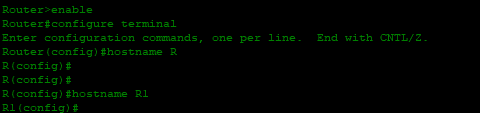 Router>enable
Router#configure terminal
Enter configuration commands, one per line.  End with CNTL/Z.
Router(config)#hostname R
R(config)#
R(config)#
R(config)#hostname R1
R1(config)#